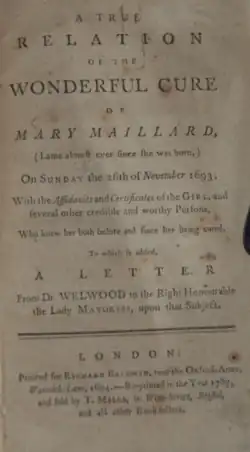 A TRUE
RELATION
OF THE
WONDERFUL CURE
OF
MARY MAILLARD,
(Lame almost ever since she was born,)
On SUNDAY the 26th of November 1693.
With the Affidavits and Certificates of the GIRL, and
several other credible and worthy Persons,
Who knew her both before and since her being cured.
To which is added,
A LETTER
From Dr WELWOOD to the Right Honourable
the Lady MAYORESS, upon that Subject.
LONDON:
Printed for RICHARD BALDWIN, near the Oxford-Arms,
Warwick-Lane, 1694.—Reprinted in the Year 1787,
and sold by T. MILLS, in Wine-Street, Bristol,
and all other Booksellers.